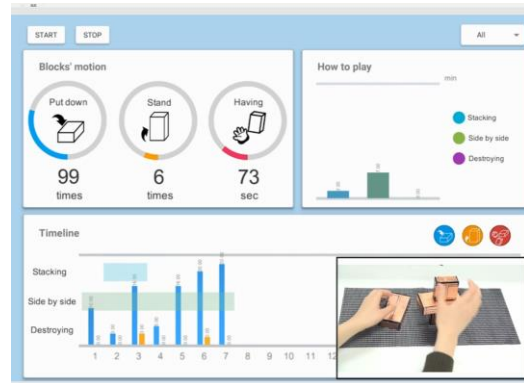 START STOP All
Blocks' motion
Put down Stand Having
99 6 73
times times sec
How to play
min
Stacking
Side by side
Destroying
Timeline
Stacking
Side by side
Destroying
1 2 3 4 5 6 7 8 9 10 11 12